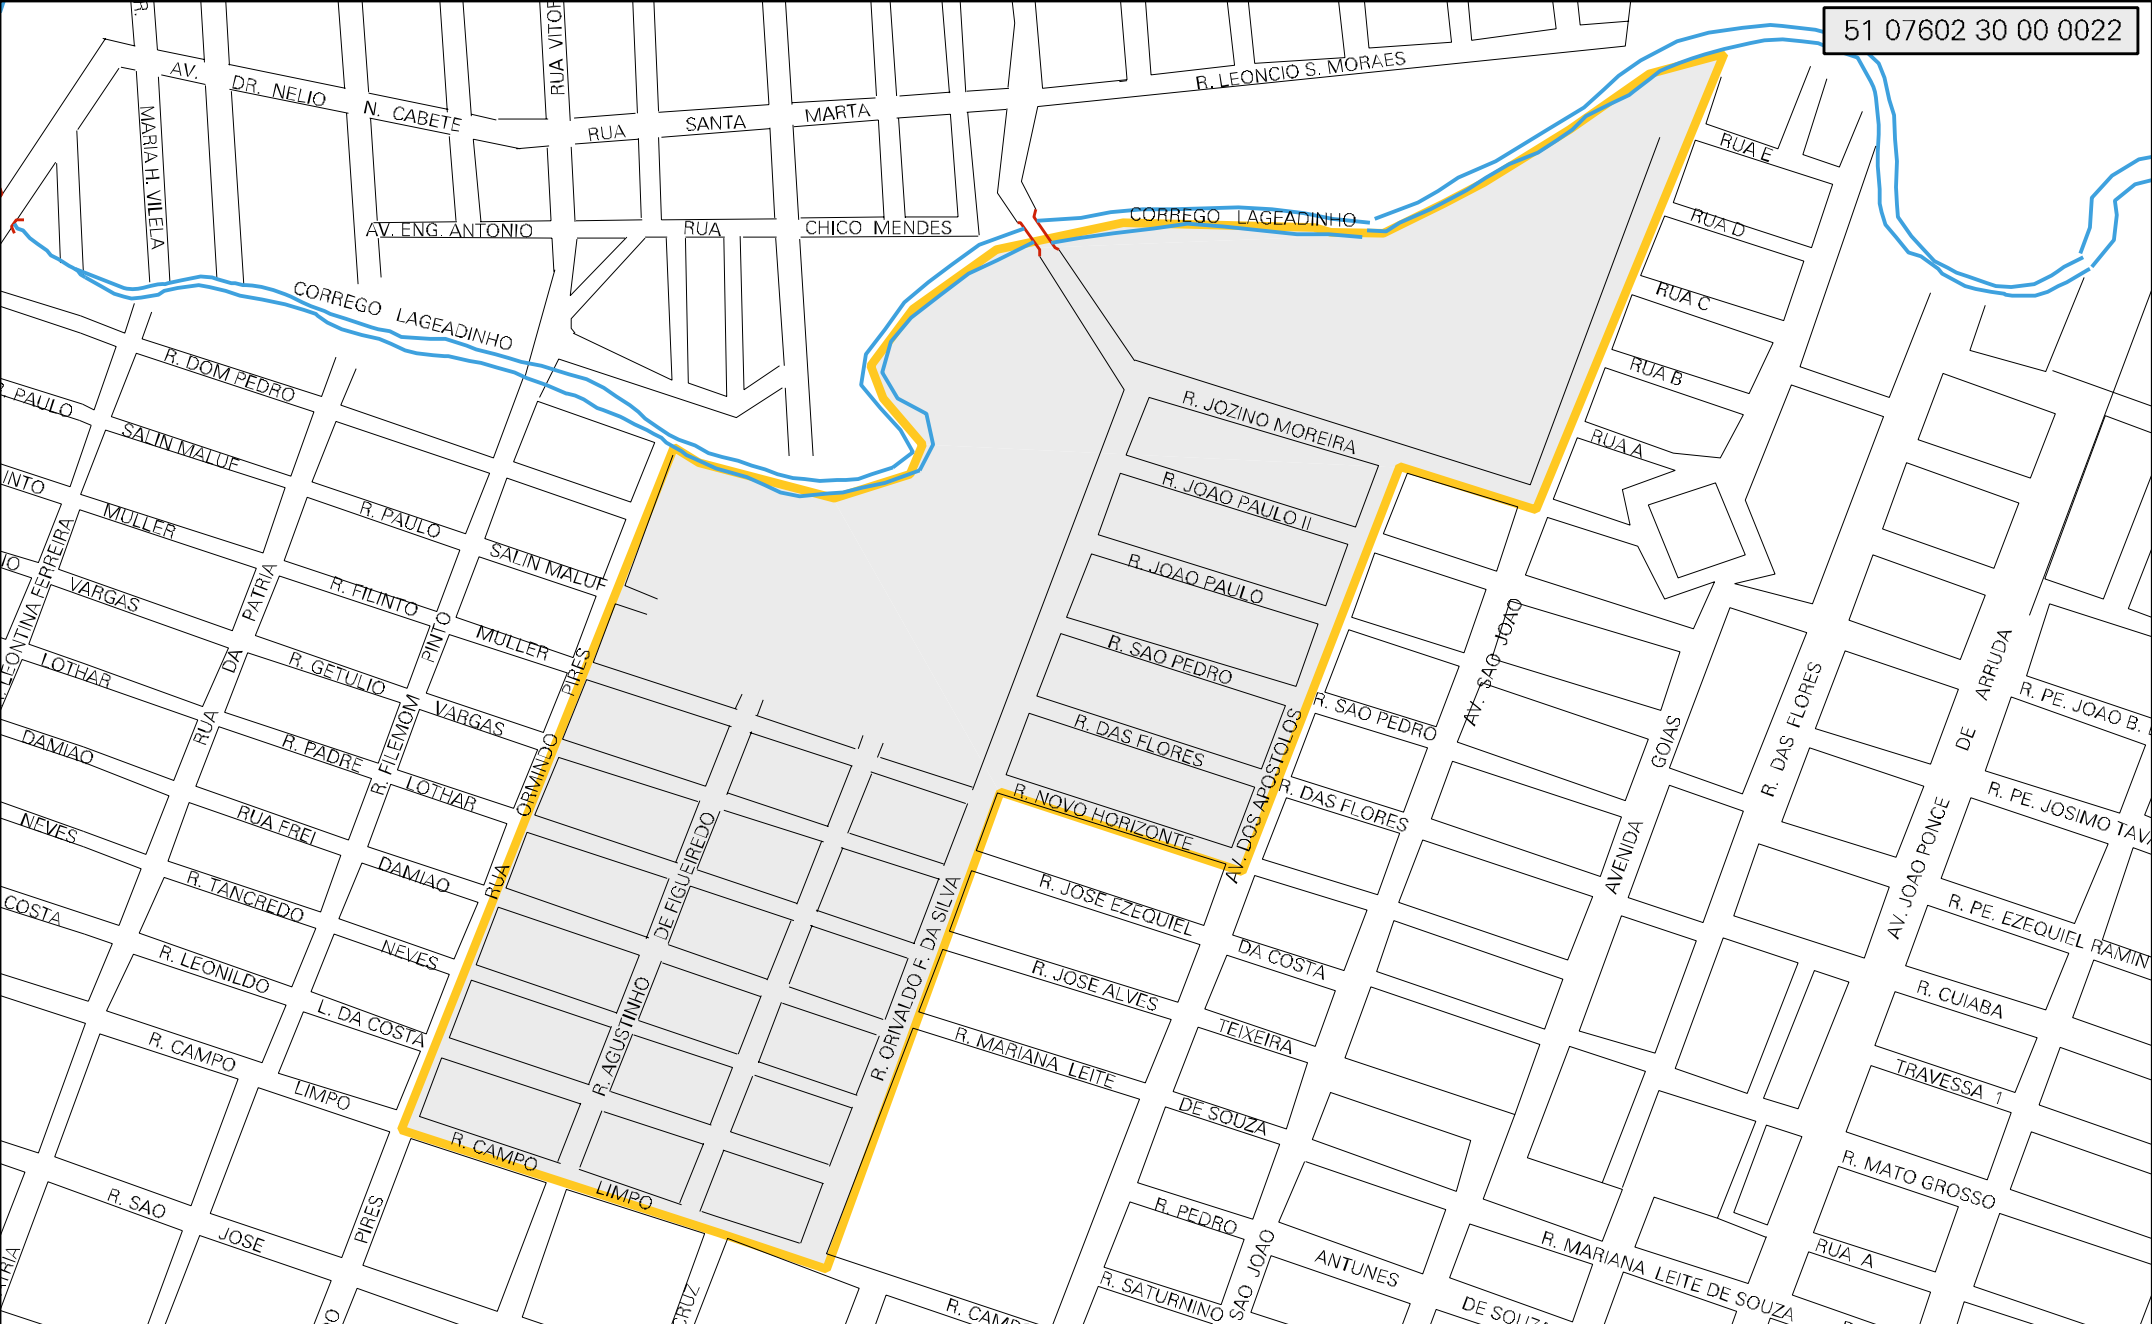 51 07602 30 00 0022
R.
RUA VITOR
AV. DR. NELIO N. CABETE
RUA SANTA MARTA
R. LEONCIO S. MORAES
MARIA H. VILELA
AV. ENG. ANTONIO
RUA CHICO MENDES
CORREGO LAGEADINHO
CORREGO LAGEADINHO
RUA E
RUA D
RUA C
RUA B
RUA A
R. DOM PEDRO
R. PAULO
SALIN MALUF
R. PAULO
SALIN MALUF
INTO
MULLER
R. FILINTO
MULLER
IO
VARGAS
R. GETULIO
VARGAS
LOTHAR
R. PADRE
LOTHAR
DAMIAO
RUA FREI
DAMIAO
NEVES
R. TANCREDO
NEVES
COSTA
R. LEONILDO
L. DA COSTA
R. CAMPO LIMPO
R. SAO JOSE
LEONTINA FERREIRA
RUA DA PATRIA
R. FILEMOM PINTO
RUA ORMINDO PIRES
PIRES
TRIA
O
CRUZ
R. AGUSTINHO DE FIGUEIREDO
R. ORIVALDO F. DA SILVA
R. CAMPO LIMPO
R. JOZINO MOREIRA
R. JOAO PAULO II
R. JOAO PAULO
R. SAO PEDRO
R. DAS FLORES
R. NOVO HORIZONTE
AV. DOS APOSTOLOS
R. SAO PEDRO
R. DAS FLORES
AV. SAO JOAO
R. JOSE EZEQUIEL DA COSTA
R. JOSE ALVES TEIXEIRA
R. MARIANA LEITE DE SOUZA
R. PEDRO ANTUNES
R. SATURNINO
DE SOUZA
SAO JOAO
R. CAMP
R. MARIANA LEITE DE SOUZA
AVENIDA GOIAS
R. DAS FLORES
AV. JOAO PONCE DE ARRUDA
R. PE. JOAO B.
R. PE. JOSIMO TAVA
R. PE. EZEQUIEL RAMIN
R. CUIABA
TRAVESSA 1
R. MATO GROSSO
RUA A